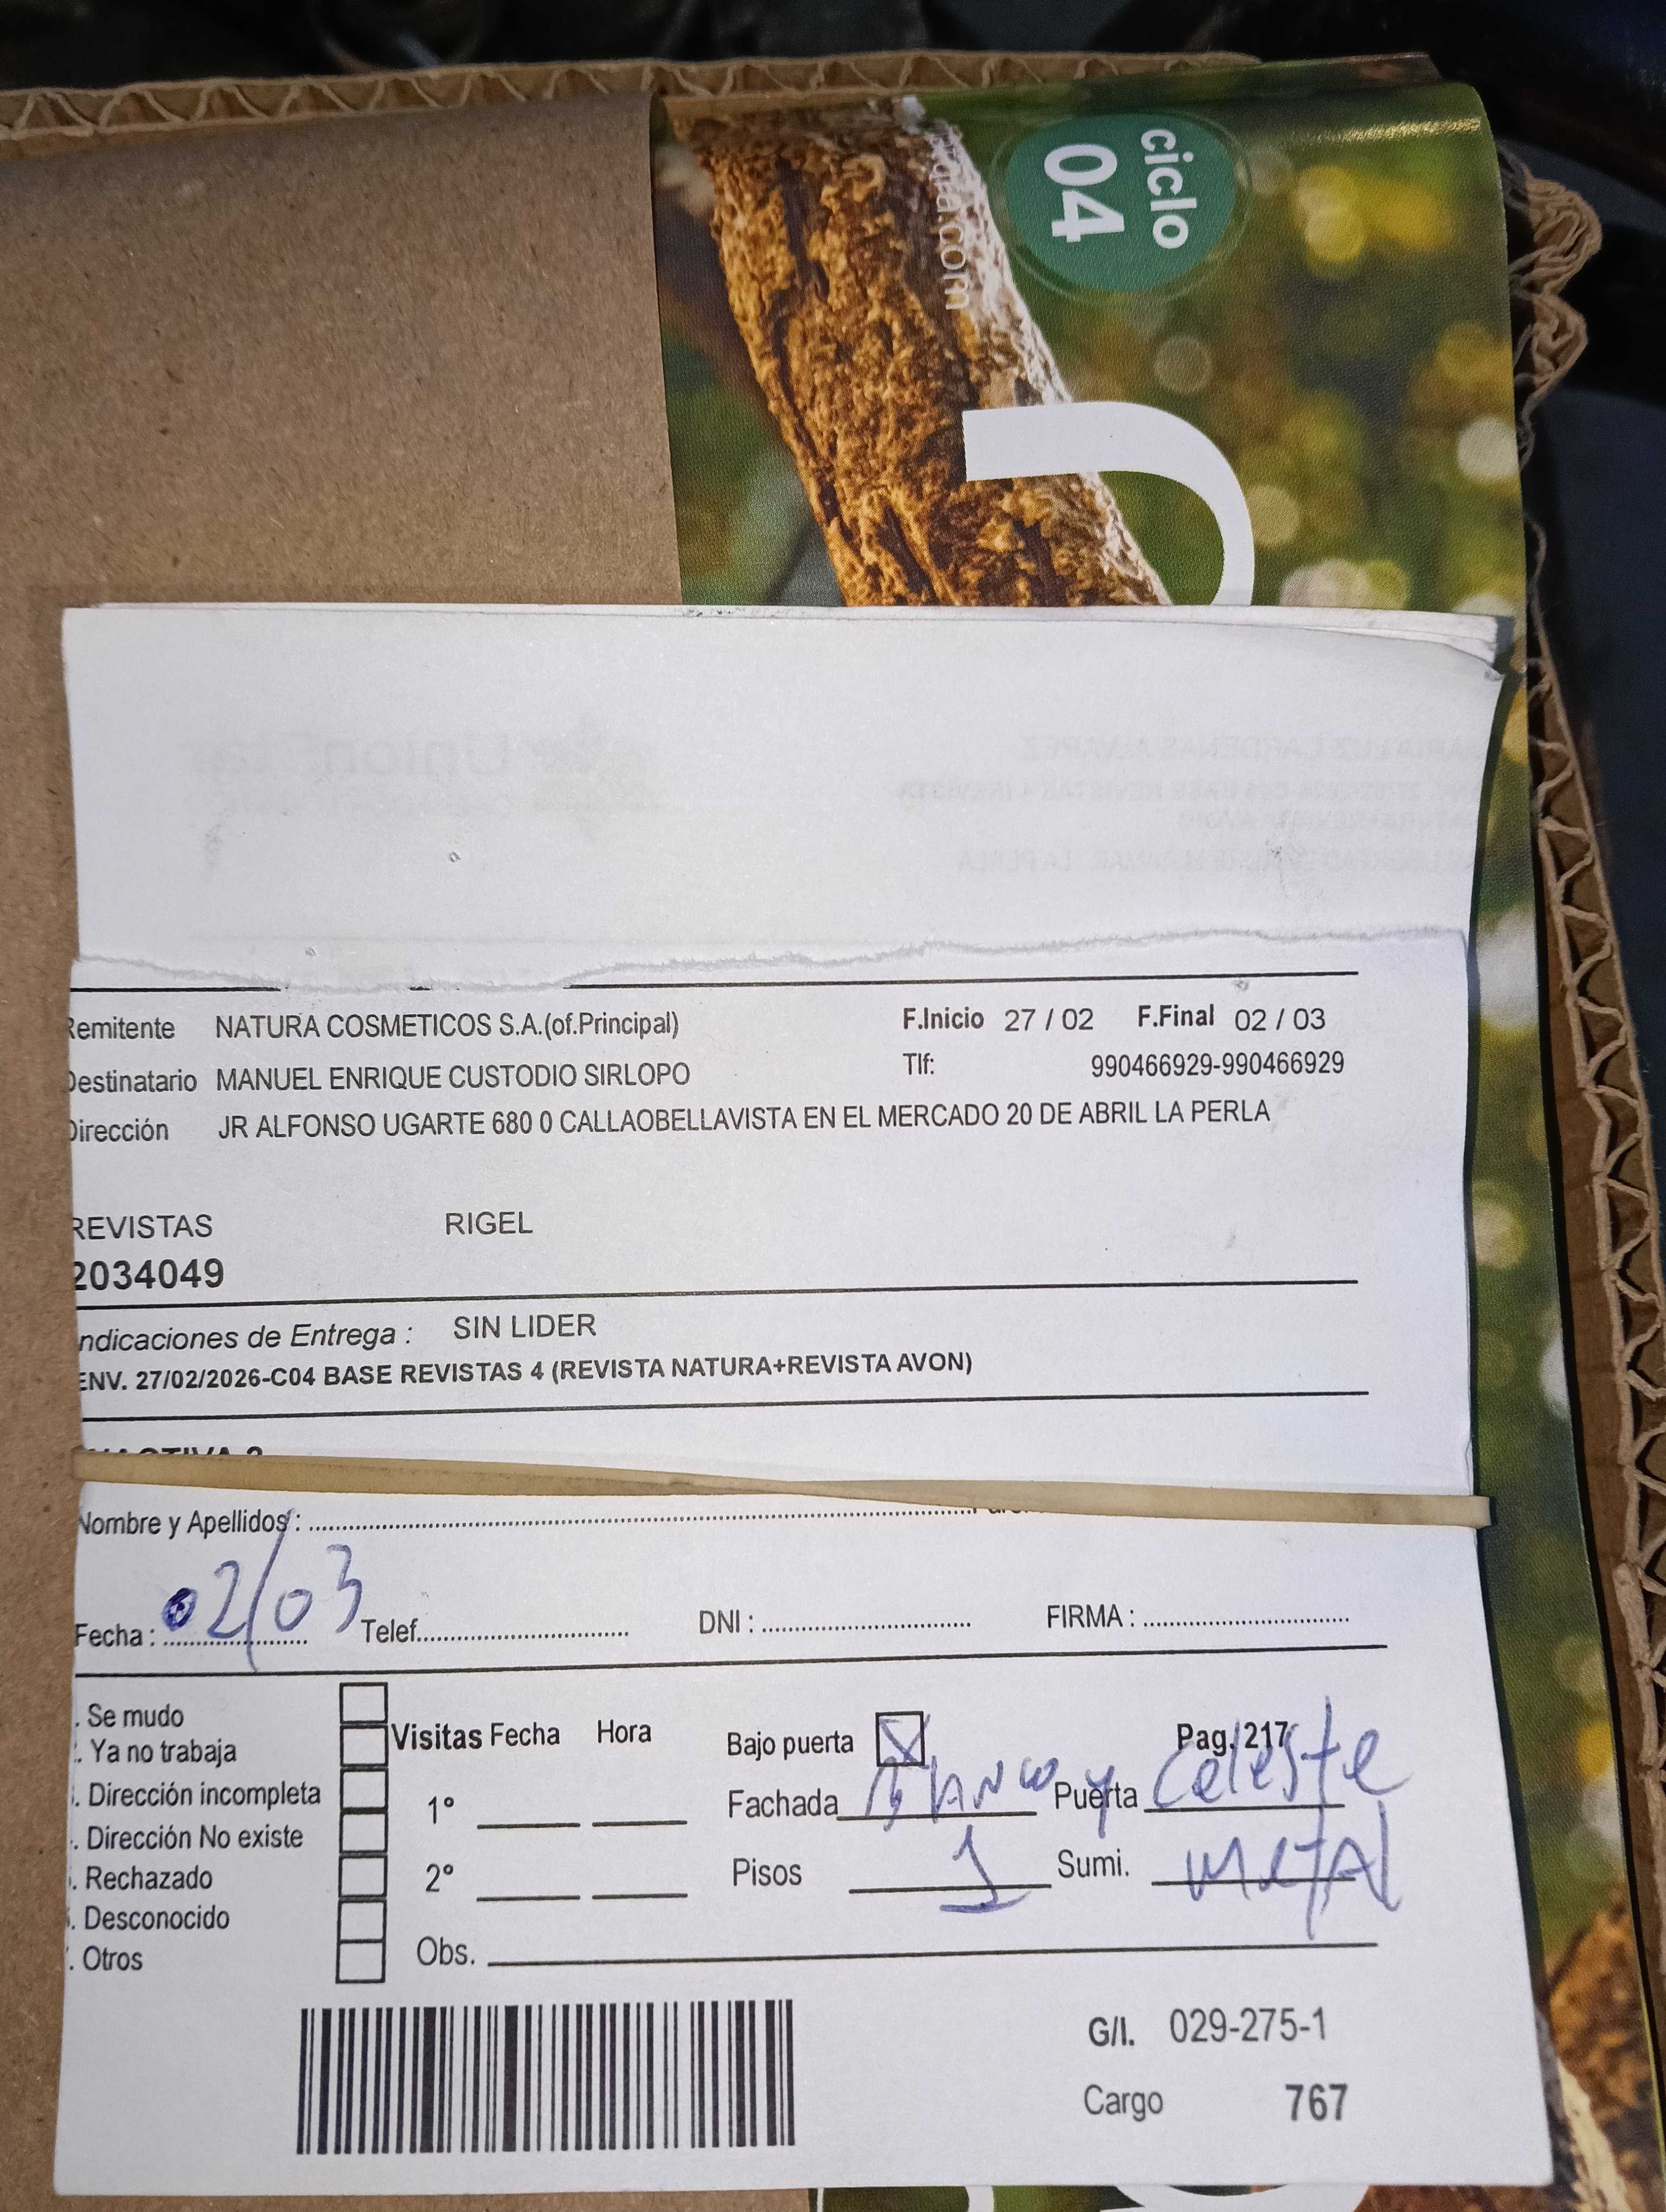 ciclo
04
Remitente NATURA COSMETICOS S.A.(of.Principal) F.Inicio 27 / 02 F.Final 02 / 03
Destinatario MANUEL ENRIQUE CUSTODIO SIRLOPO Tlf: 990466929-990466929
Dirección JR ALFONSO UGARTE 680 0 CALLAOBELLAVISTA EN EL MERCADO 20 DE ABRIL LA PERLA
REVISTAS RIGEL
2034049
ndicaciones de Entrega : SIN LIDER
ENV. 27/02/2026-C04 BASE REVISTAS 4 (REVISTA NATURA+REVISTA AVON)
Nombre y Apellidos :
Fecha : 02/03 Telef. DNI : FIRMA :
. Se mudo
. Ya no trabaja
. Dirección incompleta
. Dirección No existe
. Rechazado
. Desconocido
. Otros
Visitas Fecha Hora
1°
2°
Obs.
Bajo puerta X Pag. 217
Fachada Blanco y Puerta celeste
Pisos 1 Sumi. metal
G/I. 029-275-1
Cargo 767